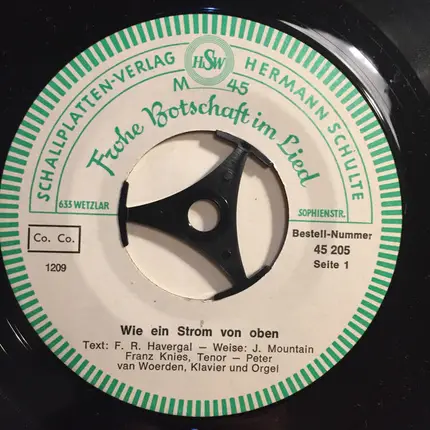 SCHALLPLATTEN-VERLAG HERMANN SCHULTE
HSW
M 45
Frohe Botschaft im Lied
633 WETZLAR
SOPHIENSTR.
Co. Co.
1209
Bestell-Nummer
45 205
Seite 1
Wie ein Strom von oben
Text: F. R. Havergal – Weise: J. Mountain
Franz Knies, Tenor – Peter
van Woerden, Klavier und Orgel